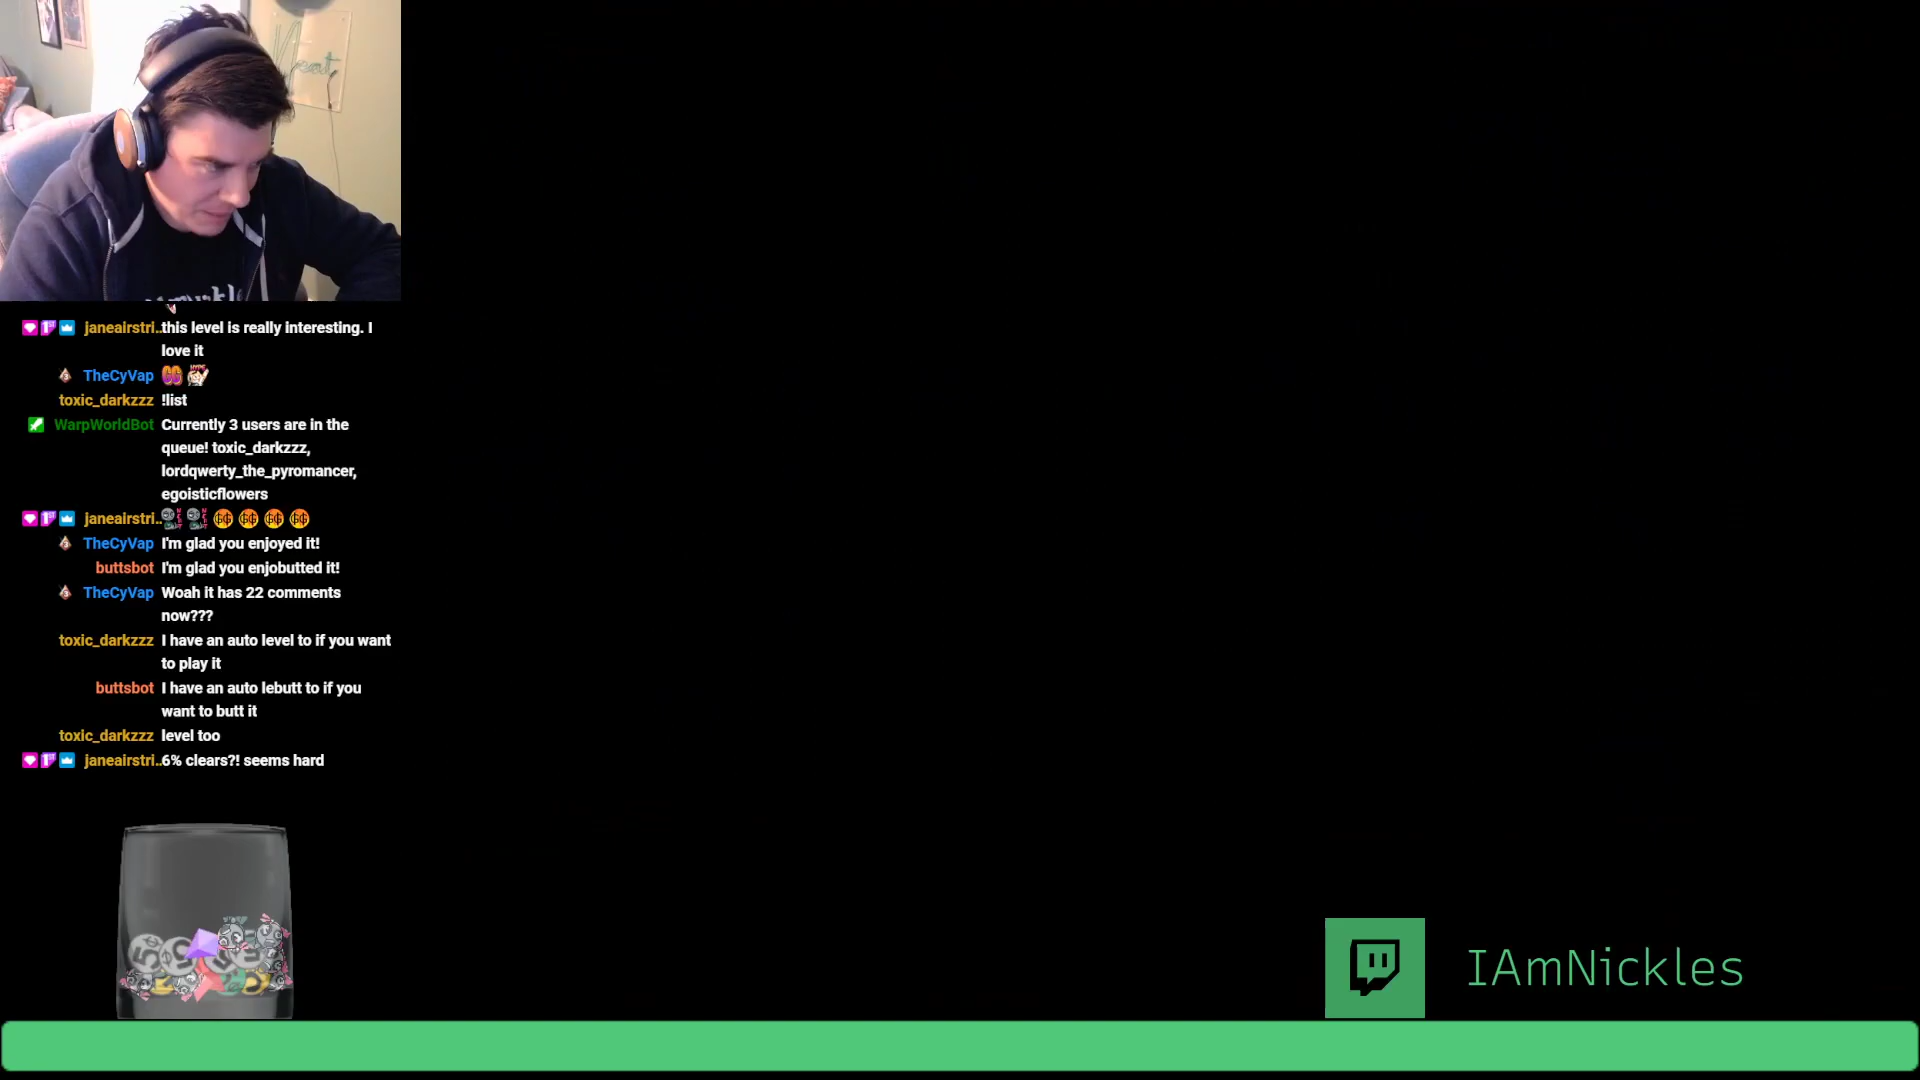 janeairstri..this level is really interesting. I
love it
TheCyVap
toxic_darkzzz !list
WarpWorldBot Currently 3 users are in the
queue! toxic_darkzzz,
lordqwerty_the_pyromancer,
egoisticflowers
janeairstri..
TheCyVap I'm glad you enjoyed it!
buttsbot I'm glad you enjobutted it!
TheCyVap Woah it has 22 comments
now???
toxic_darkzzz I have an auto level to if you want
to play it
buttsbot I have an auto lebutt to if you
want to butt it
toxic_darkzzz level too
janeairstri..6% clears?! seems hard
IAmNickles